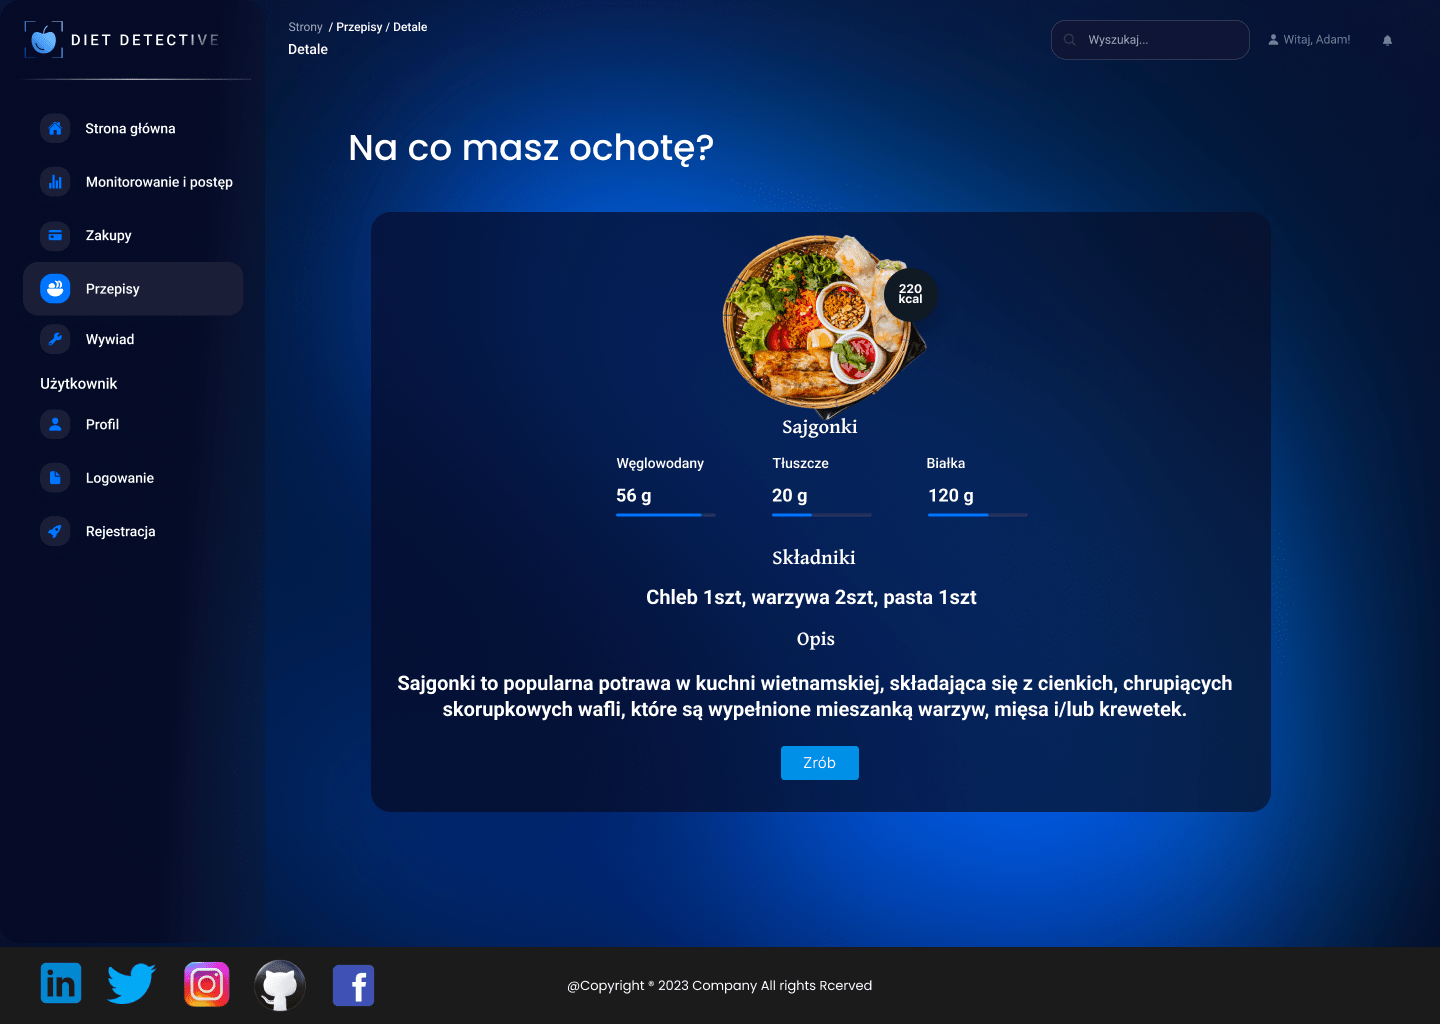 DIET DETECTIVE
Strony / Przepisy / Detale
Detale
Wyszukaj...
Witaj, Adam!
Strona główna
Monitorowanie i postęp
Zakupy
Przepisy
Wywiad
Użytkownik
Profil
Logowanie
Rejestracja
Na co masz ochotę?
220
kcal
Sajgonki
Węglowodany Tłuszcze Białka
56 g 20 g 120 g
Składniki
Chleb 1szt, warzywa 2szt, pasta 1szt
Opis
Sajgonki to popularna potrawa w kuchni wietnamskiej, składająca się z cienkich, chrupiących
skorupkowych wafli, które są wypełnione mieszanką warzyw, mięsa i/lub krewetek.
Zrób
in
f
@Copyright ® 2023 Company All rights Rcerved